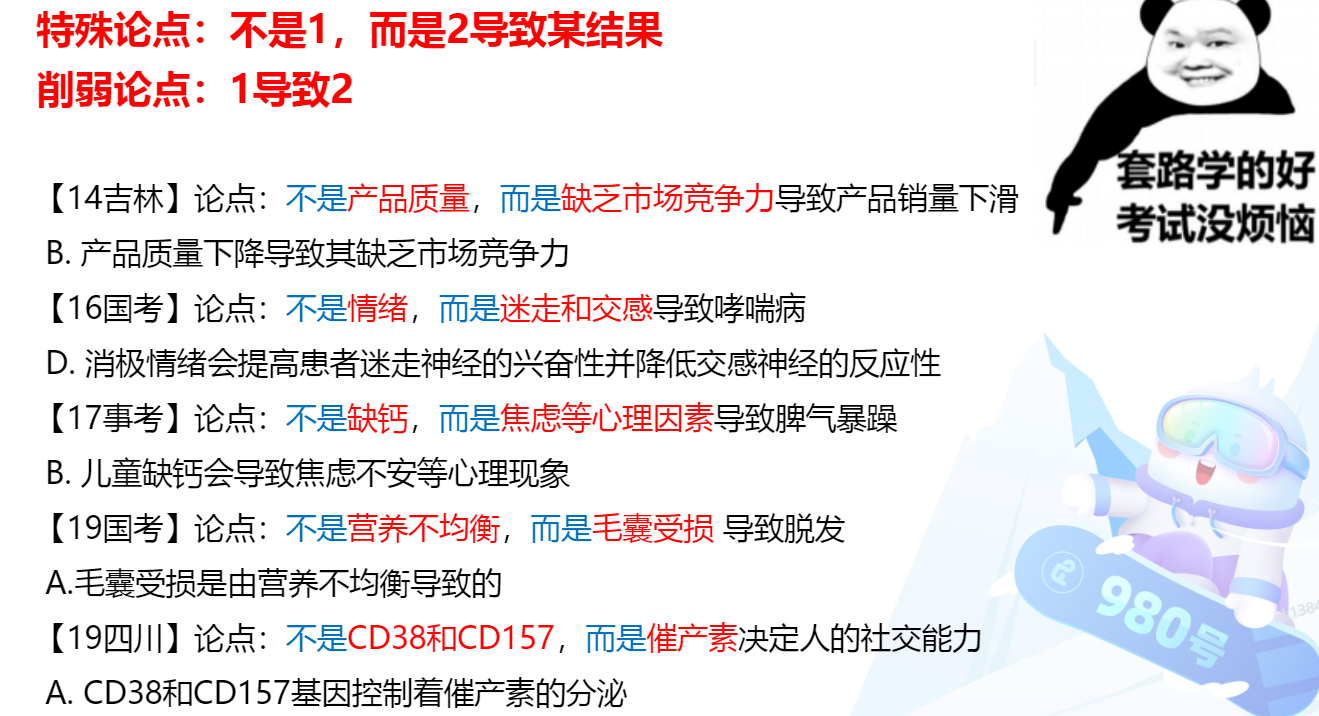 特殊论点：不是1，而是2导致某结果
削弱论点：1导致2
套路学的好
考试没烦恼
【14吉林】论点：不是产品质量，而是缺乏市场竞争力导致产品销量下滑
B. 产品质量下降导致其缺乏市场竞争力
【16国考】论点：不是情绪，而是迷走和交感导致哮喘病
D. 消极情绪会提高患者迷走神经的兴奋性并降低交感神经的反应性
【17事考】论点：不是缺钙，而是焦虑等心理因素导致脾气暴躁
B. 儿童缺钙会导致焦虑不安等心理现象
【19国考】论点：不是营养不均衡，而是毛囊受损 导致脱发
A.毛囊受损是由营养不均衡导致的
【19四川】论点：不是CD38和CD157，而是催产素决定人的社交能力
A. CD38和CD157基因控制着催产素的分泌
980号